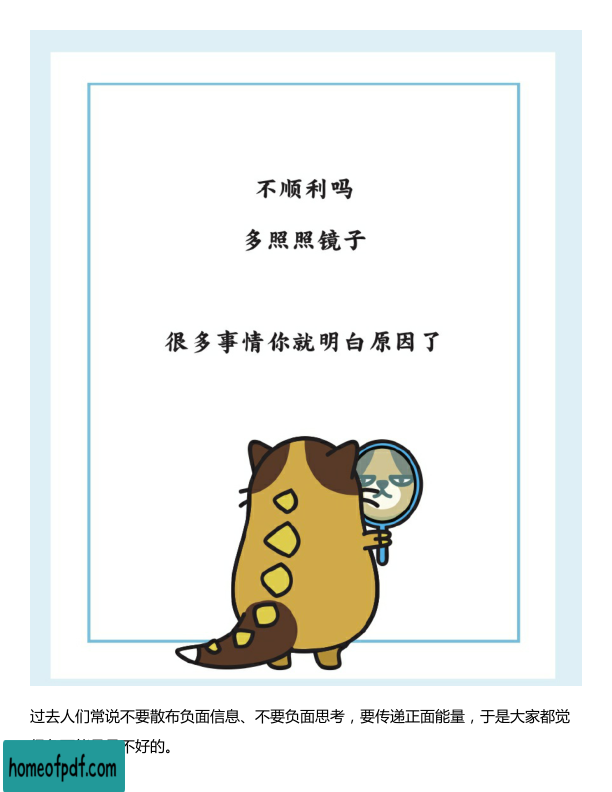 不顺利吗
多照照镜子
很多事情你就明白原因了
过去人们常说不要散布负面信息、不要负面思考，要传递正面能量，于是大家都觉
不好的。
homeofpdf.com